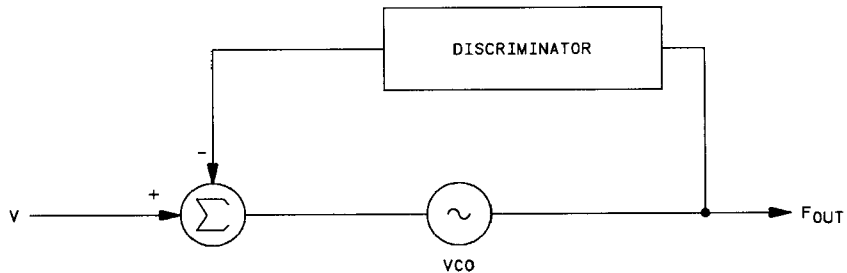 DISCRIMINATOR
-
+
V
Σ
~
F_OUT
VCO